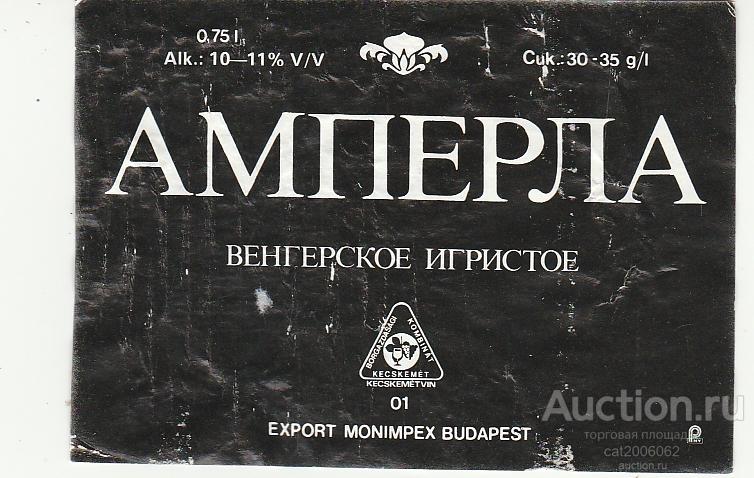 0,75 l
Alk.: 10—11% V/V
Cuk.: 30-35 g/l
АМПЕРЛА
ВЕНГЕРСКОЕ ИГРИСТОЕ
BORGAZDASÁGI
KOMBINÁT
KECSKEMÉT
KECSKEMÉTVIN
01
EXPORT MONIMPEX BUDAPEST
Auction.ru
торговая площадка
cat2006062
auction.ru